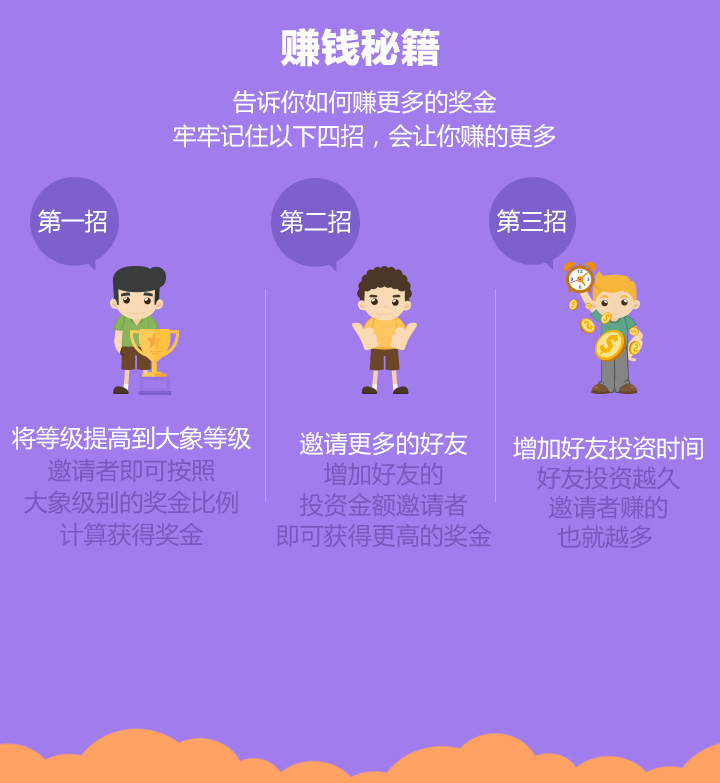 赚钱秘籍
告诉你如何赚更多的奖金
牢牢记住以下四招，会让你赚的更多
第一招
将等级提高到大象等级
邀请者即可按照
大象级别的奖金比例
计算获得奖金
第二招
邀请更多的好友
增加好友的
投资金额邀请者
即可获得更高的奖金
第三招
增加好友投资时间
好友投资越久
邀请者赚的
也就越多